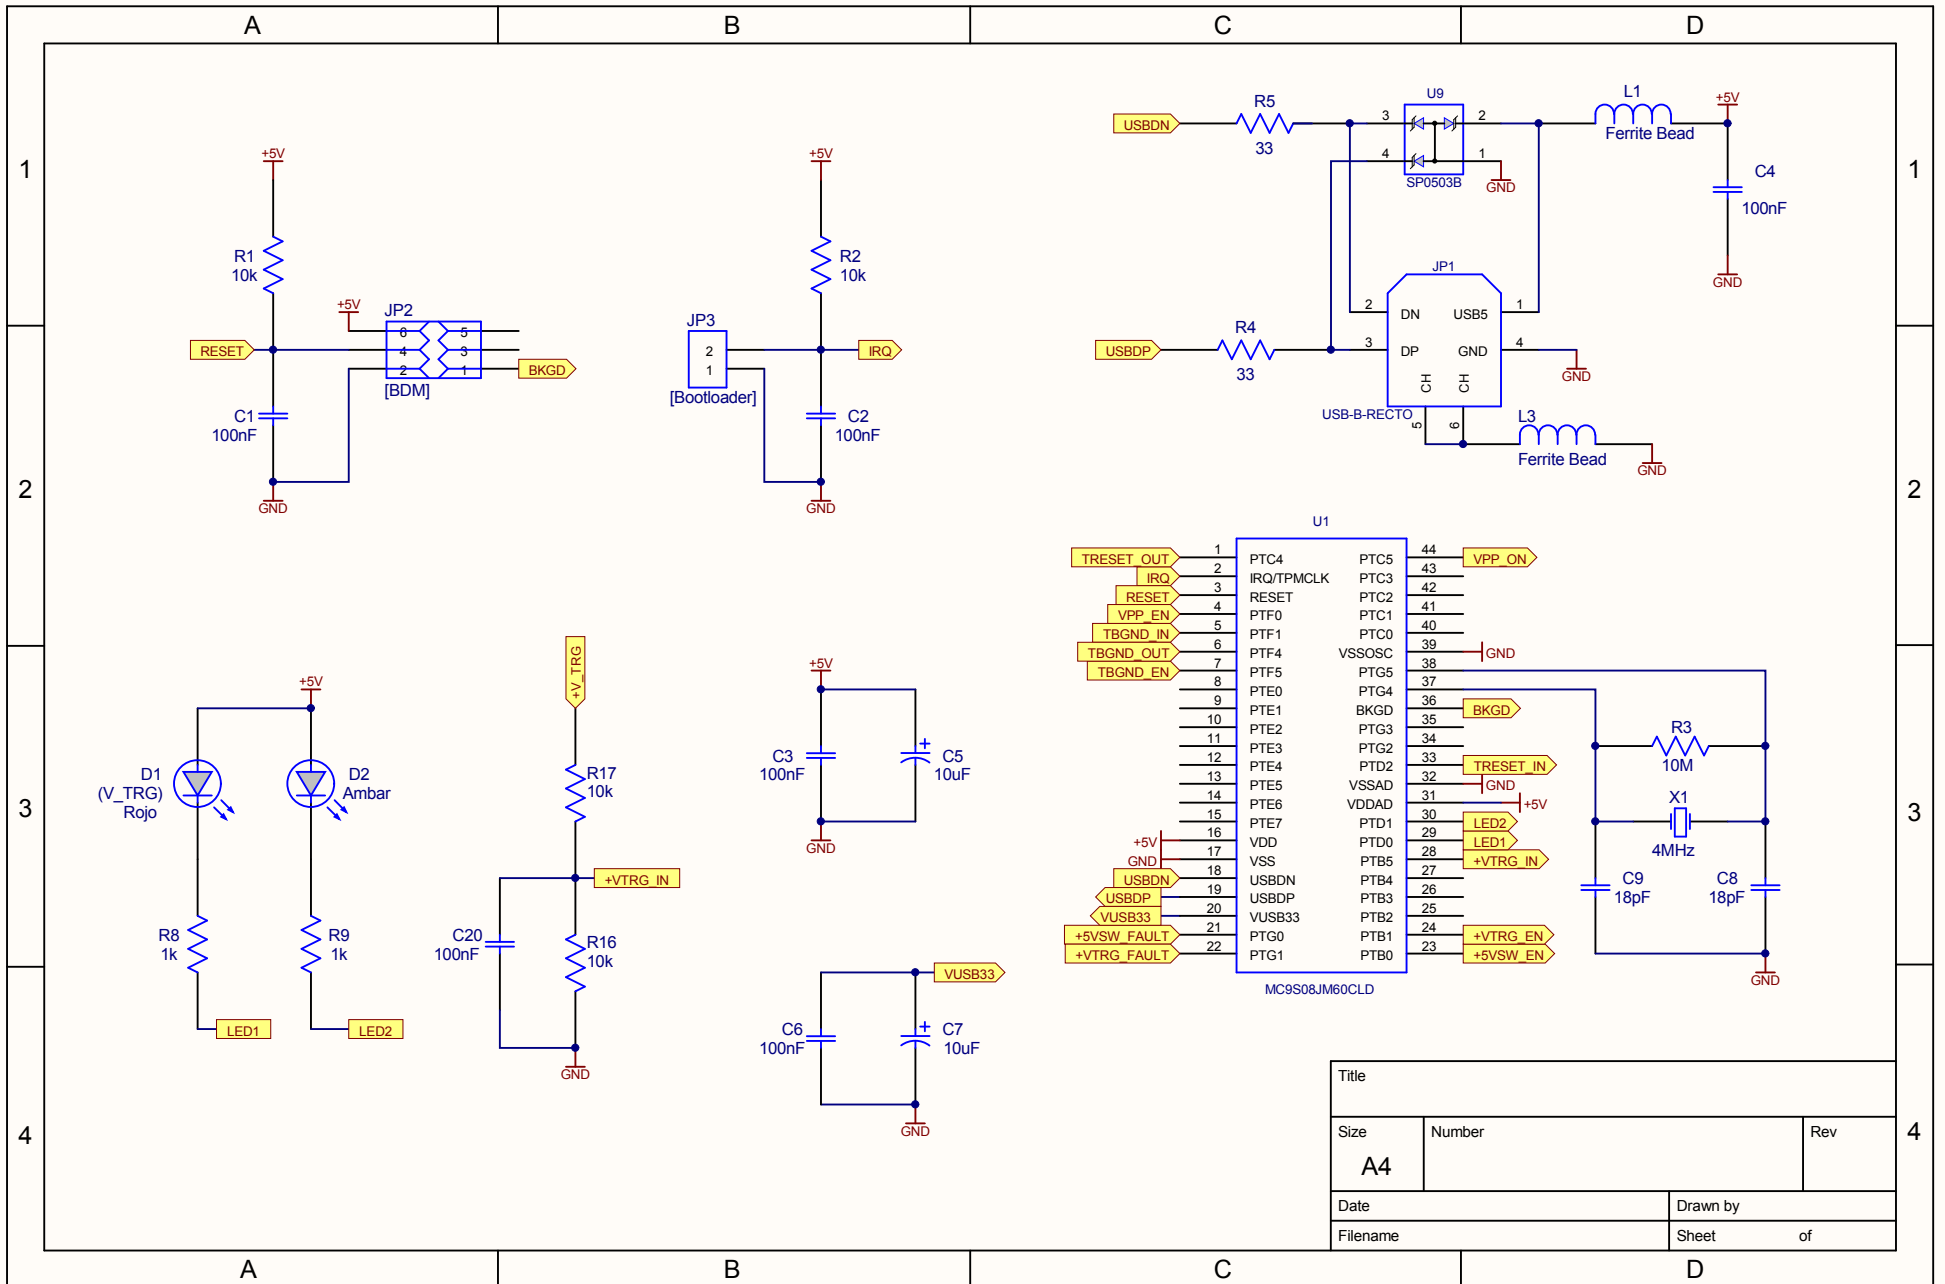 A
B
C
D
1
1
2
2
3
3
4
4
A
B
C
D
+5V
R1
10k
RESET
C1
100nF
GND
+5V
JP2
6
5
4
3
2
1
[BDM]
BKGD
+5V
R2
10k
JP3
2
1
[Bootloader]
IRQ
C2
100nF
GND
USBDN
R5
33
U9
3
2
4
1
SP0503B
GND
L1
Ferrite Bead
+5V
C4
100nF
GND
USBDP
R4
33
JP1
2
DN
USB5
1
3
DP
GND
4
GND
CH
CH
USB-B-RECTO
5
6
L3
Ferrite Bead
GND
+5V
D1
(V_TRG)
Rojo
D2
Ambar
R8
1k
R9
1k
LED1
LED2
+V_TRG
R17
10k
+VTRG_IN
C20
100nF
R16
10k
GND
+5V
C3
100nF
C5
+
10uF
GND
VUSB33
C6
100nF
C7
+
10uF
GND
U1
TRESET_OUT 1 PTC4 PTC5 44 VPP_ON
IRQ 2 IRQ/TPMCLK PTC3 43
RESET 3 RESET PTC2 42
VPP_EN 4 PTF0 PTC1 41
TBGND_IN 5 PTF1 PTC0 40
TBGND_OUT 6 PTF4 VSSOSC 39 GND
TBGND_EN 7 PTF5 PTG5 38
8 PTE0 PTG4 37
9 PTE1 BKGD 36 BKGD
10 PTE2 PTG3 35
11 PTE3 PTG2 34
12 PTE4 PTD2 33 TRESET_IN
13 PTE5 VSSAD 32 GND
14 PTE6 VDDAD 31 +5V
15 PTE7 PTD1 30 LED2
+5V 16 VDD PTD0 29 LED1
GND 17 VSS PTB5 28 +VTRG_IN
USBDN 18 USBDN PTB4 27
USBDP 19 USBDP PTB3 26
VUSB33 20 VUSB33 PTB2 25
+5VSW_FAULT 21 PTG0 PTB1 24 +VTRG_EN
+VTRG_FAULT 22 PTG1 PTB0 23 +5VSW_EN
MC9S08JM60CLD
R3
10M
X1
4MHz
C9
18pF
C8
18pF
GND
Title
Size
A4
Number
Rev
Date
Drawn by
Filename
Sheet of